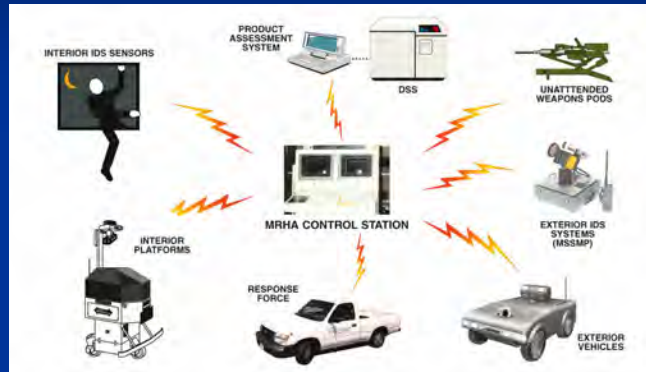 PRODUCT
ASSESSMENT
SYSTEM
DSS
INTERIOR IDS SENSORS
UNATTTENDED
WEAPONS PODS
MRHA CONTROL STATION
EXTERIOR IDS
SYSTEMS
(MSSMP)
INTERIOR
PLATFORMS
RESPONSE
FORCE
EXTERIOR
VEHICLES